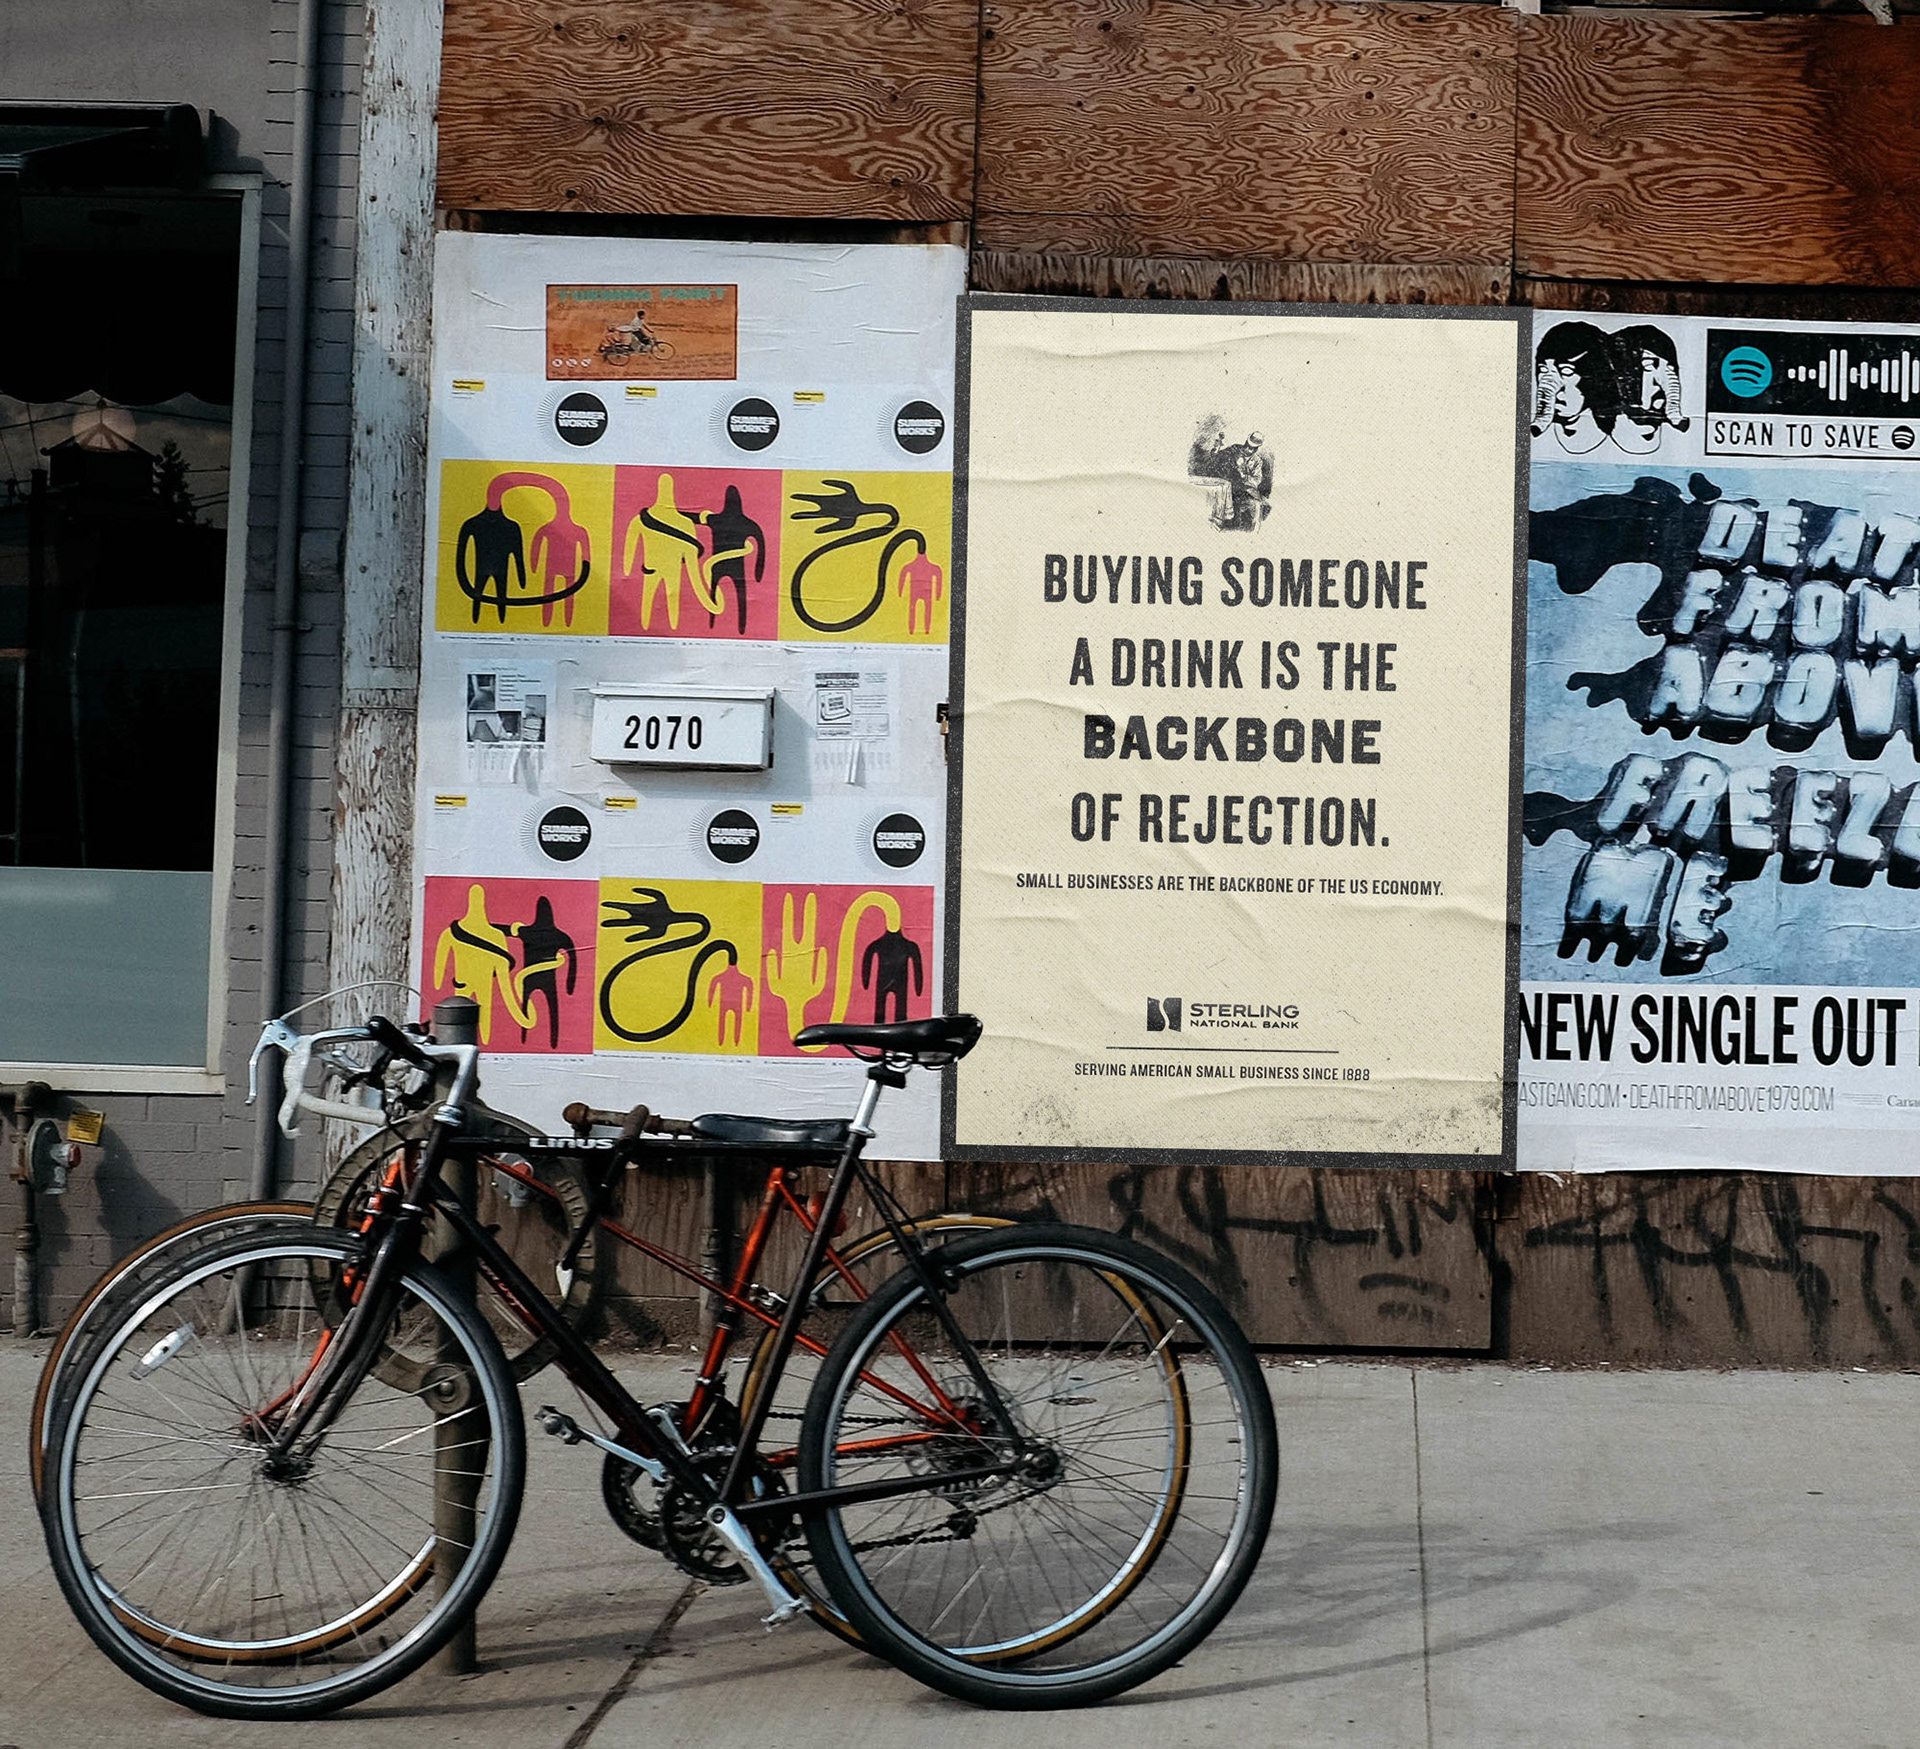 TURNING POINT
SUMMER
WORKS
SUMMER
WORKS
SUMMER
WORKS
2070
SUMMER
WORKS
SUMMER
WORKS
SUMMER
WORKS
BUYING SOMEONE
A DRINK IS THE
BACKBONE
OF REJECTION.
SMALL BUSINESSES ARE THE BACKBONE OF THE US ECONOMY.
STERLING
NATIONAL BANK
SERVING AMERICAN SMALL BUSINESS SINCE 1888
SCAN TO SAVE
DEAT
FROM
ABOV
FREEZ
ME
NEW SINGLE OUT
ASTGANG.COM • DEATHFROMABOVE1979.COM
Cana
LINUS